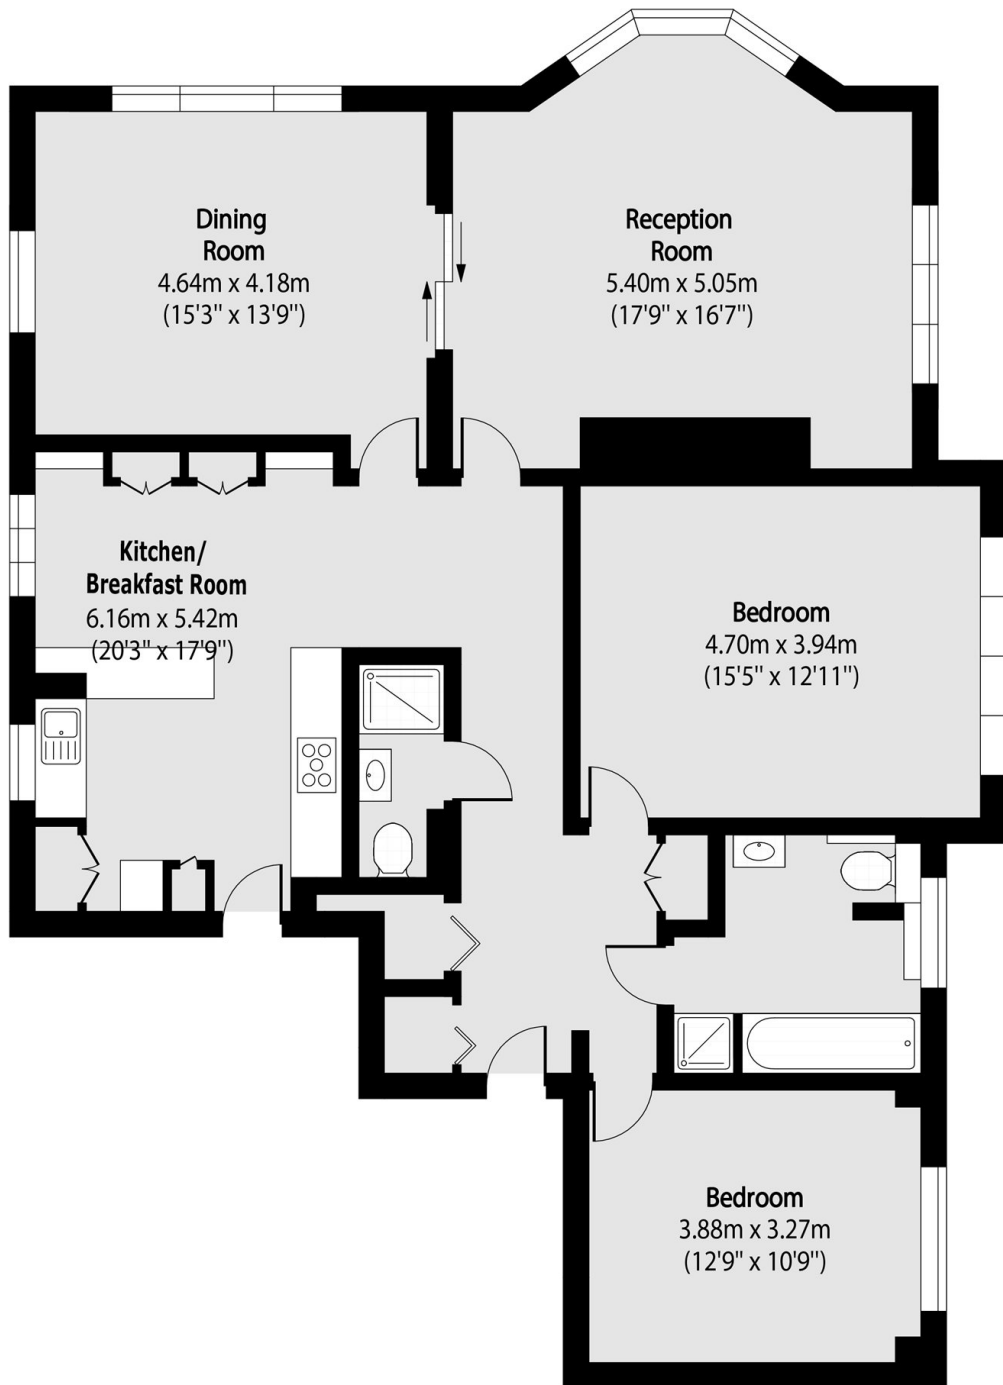 Dining
Room
4.64m x 4.18m
(15'3" x 13'9")
Reception
Room
5.40m x 5.05m
(17'9" x 16'7")
Kitchen/
Breakfast Room
6.16m x 5.42m
(20'3" x 17'9")
Bedroom
4.70m x 3.94m
(15'5" x 12'11")
Bedroom
3.88m x 3.27m
(12'9" x 10'9")